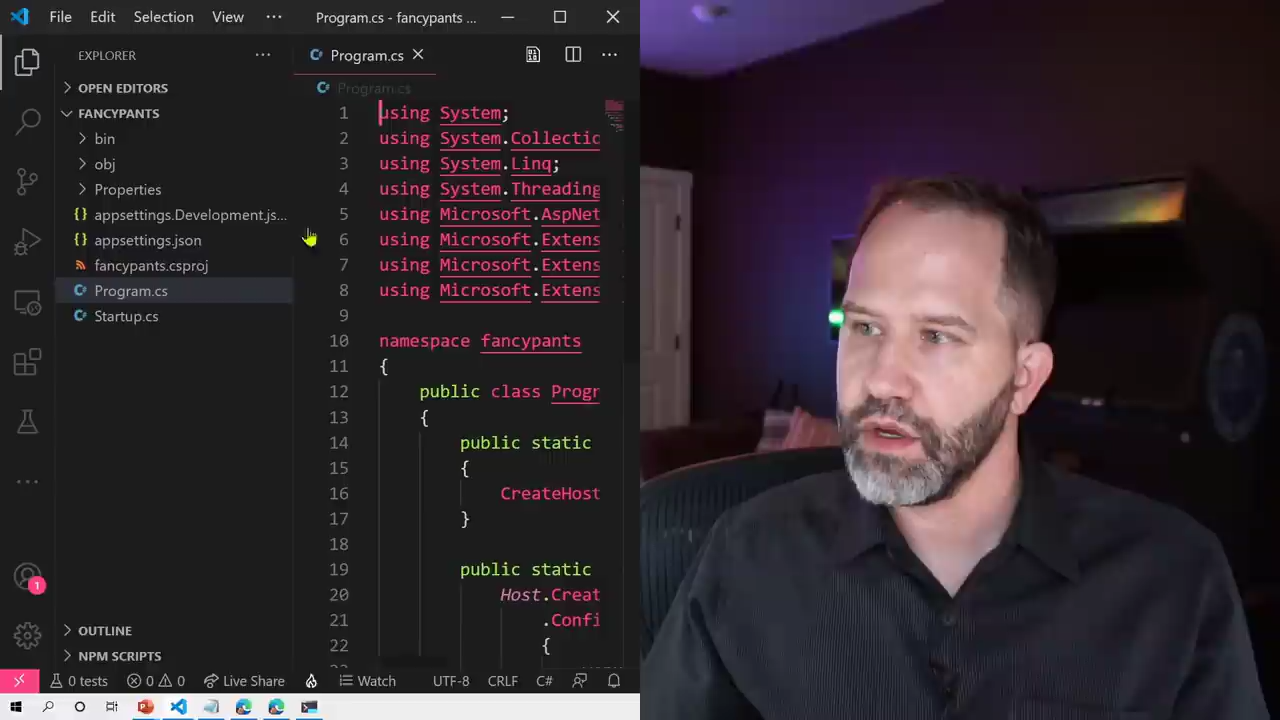 File Edit Selection View ··· Program.cs - fancypants ...
EXPLORER ···
Program.cs
OPEN EDITORS
FANCYPANTS
bin
obj
Properties
appsettings.Development.js...
appsettings.json
fancypants.csproj
Program.cs
Startup.cs
OUTLINE
NPM SCRIPTS
Program.cs
1 using System;
2 using System.Collectio
3 using System.Linq;
4 using System.Threading
5 using Microsoft.AspNet
6 using Microsoft.Extens
7 using Microsoft.Extens
8 using Microsoft.Extens
9
10 namespace fancypants
11 {
12 public class Progr
13 {
14 public static
15 {
16 CreateHost
17 }
18
19 public static
20 Host.Creat
21 .Confi
22 {
1
0 tests 0 0 Live Share Watch UTF-8 CRLF C#